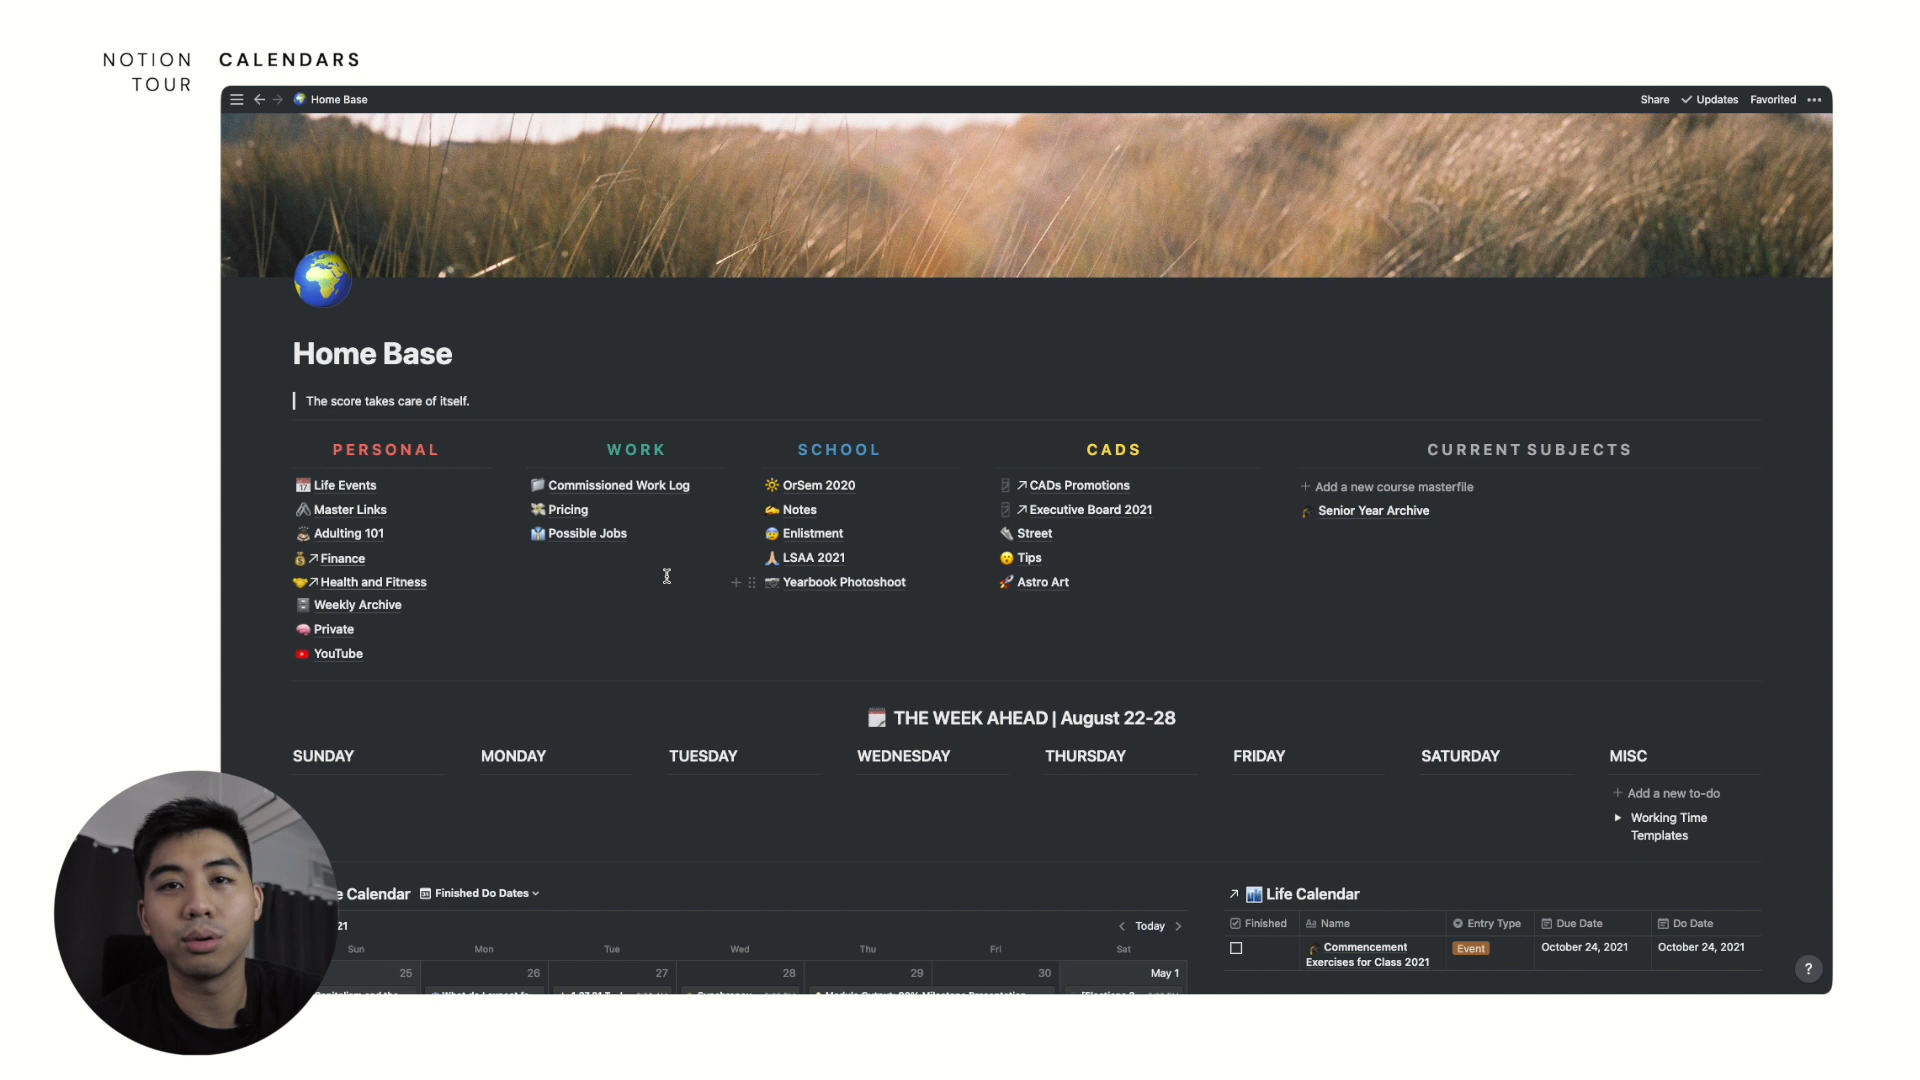 NOTION CALENDARS
TOUR
Home Base
Share Updates Favorited
Home Base
The score takes care of itself.
PERSONAL
Life Events
Master Links
Adulting 101
Finance
Health and Fitness
Weekly Archive
Private
YouTube
WORK
Commissioned Work Log
Pricing
Possible Jobs
SCHOOL
OrSem 2020
Notes
Enlistment
LSAA 2021
Yearbook Photoshoot
CADS
CADs Promotions
Executive Board 2021
Street
Tips
Astro Art
CURRENT SUBJECTS
+ Add a new course masterfile
Senior Year Archive
THE WEEK AHEAD | August 22-28
SUNDAY MONDAY TUESDAY WEDNESDAY THURSDAY FRIDAY SATURDAY MISC
+ Add a new to-do
Working Time
Templates
Calendar Finished Do Dates
21 Today
Sun Mon Tue Wed Thu Fri Sat
25 26 27 28 29 30 May 1
Life Calendar
Finished Aa Name Entry Type Due Date Do Date
Commencement Event October 24, 2021 October 24, 2021
Exercises for Class 2021
?